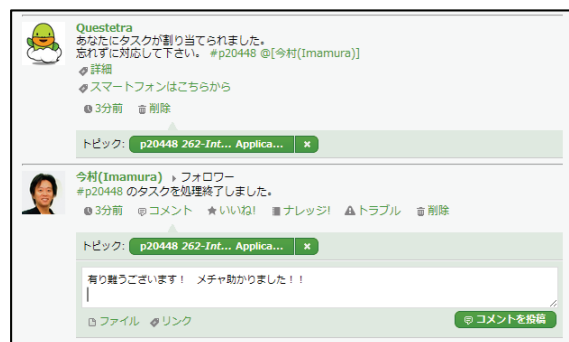 Questetra
あなたにタスクが割り当てられました。
忘れずに対応して下さい。 #p20448 @[今村(Imamura)]
詳細
スマートフォンはこちらから
3分前 削除
トピック: p20448 262-Int... Applica... ×
今村(Imamura) › フォロワー
#p20448 のタスクを処理終了しました。
3分前 コメント いいね! ナレッジ! トラブル 削除
トピック: p20448 262-Int... Applica... ×
有り難うございます！ メチャ助かりました！！
ファイル リンク コメントを投稿